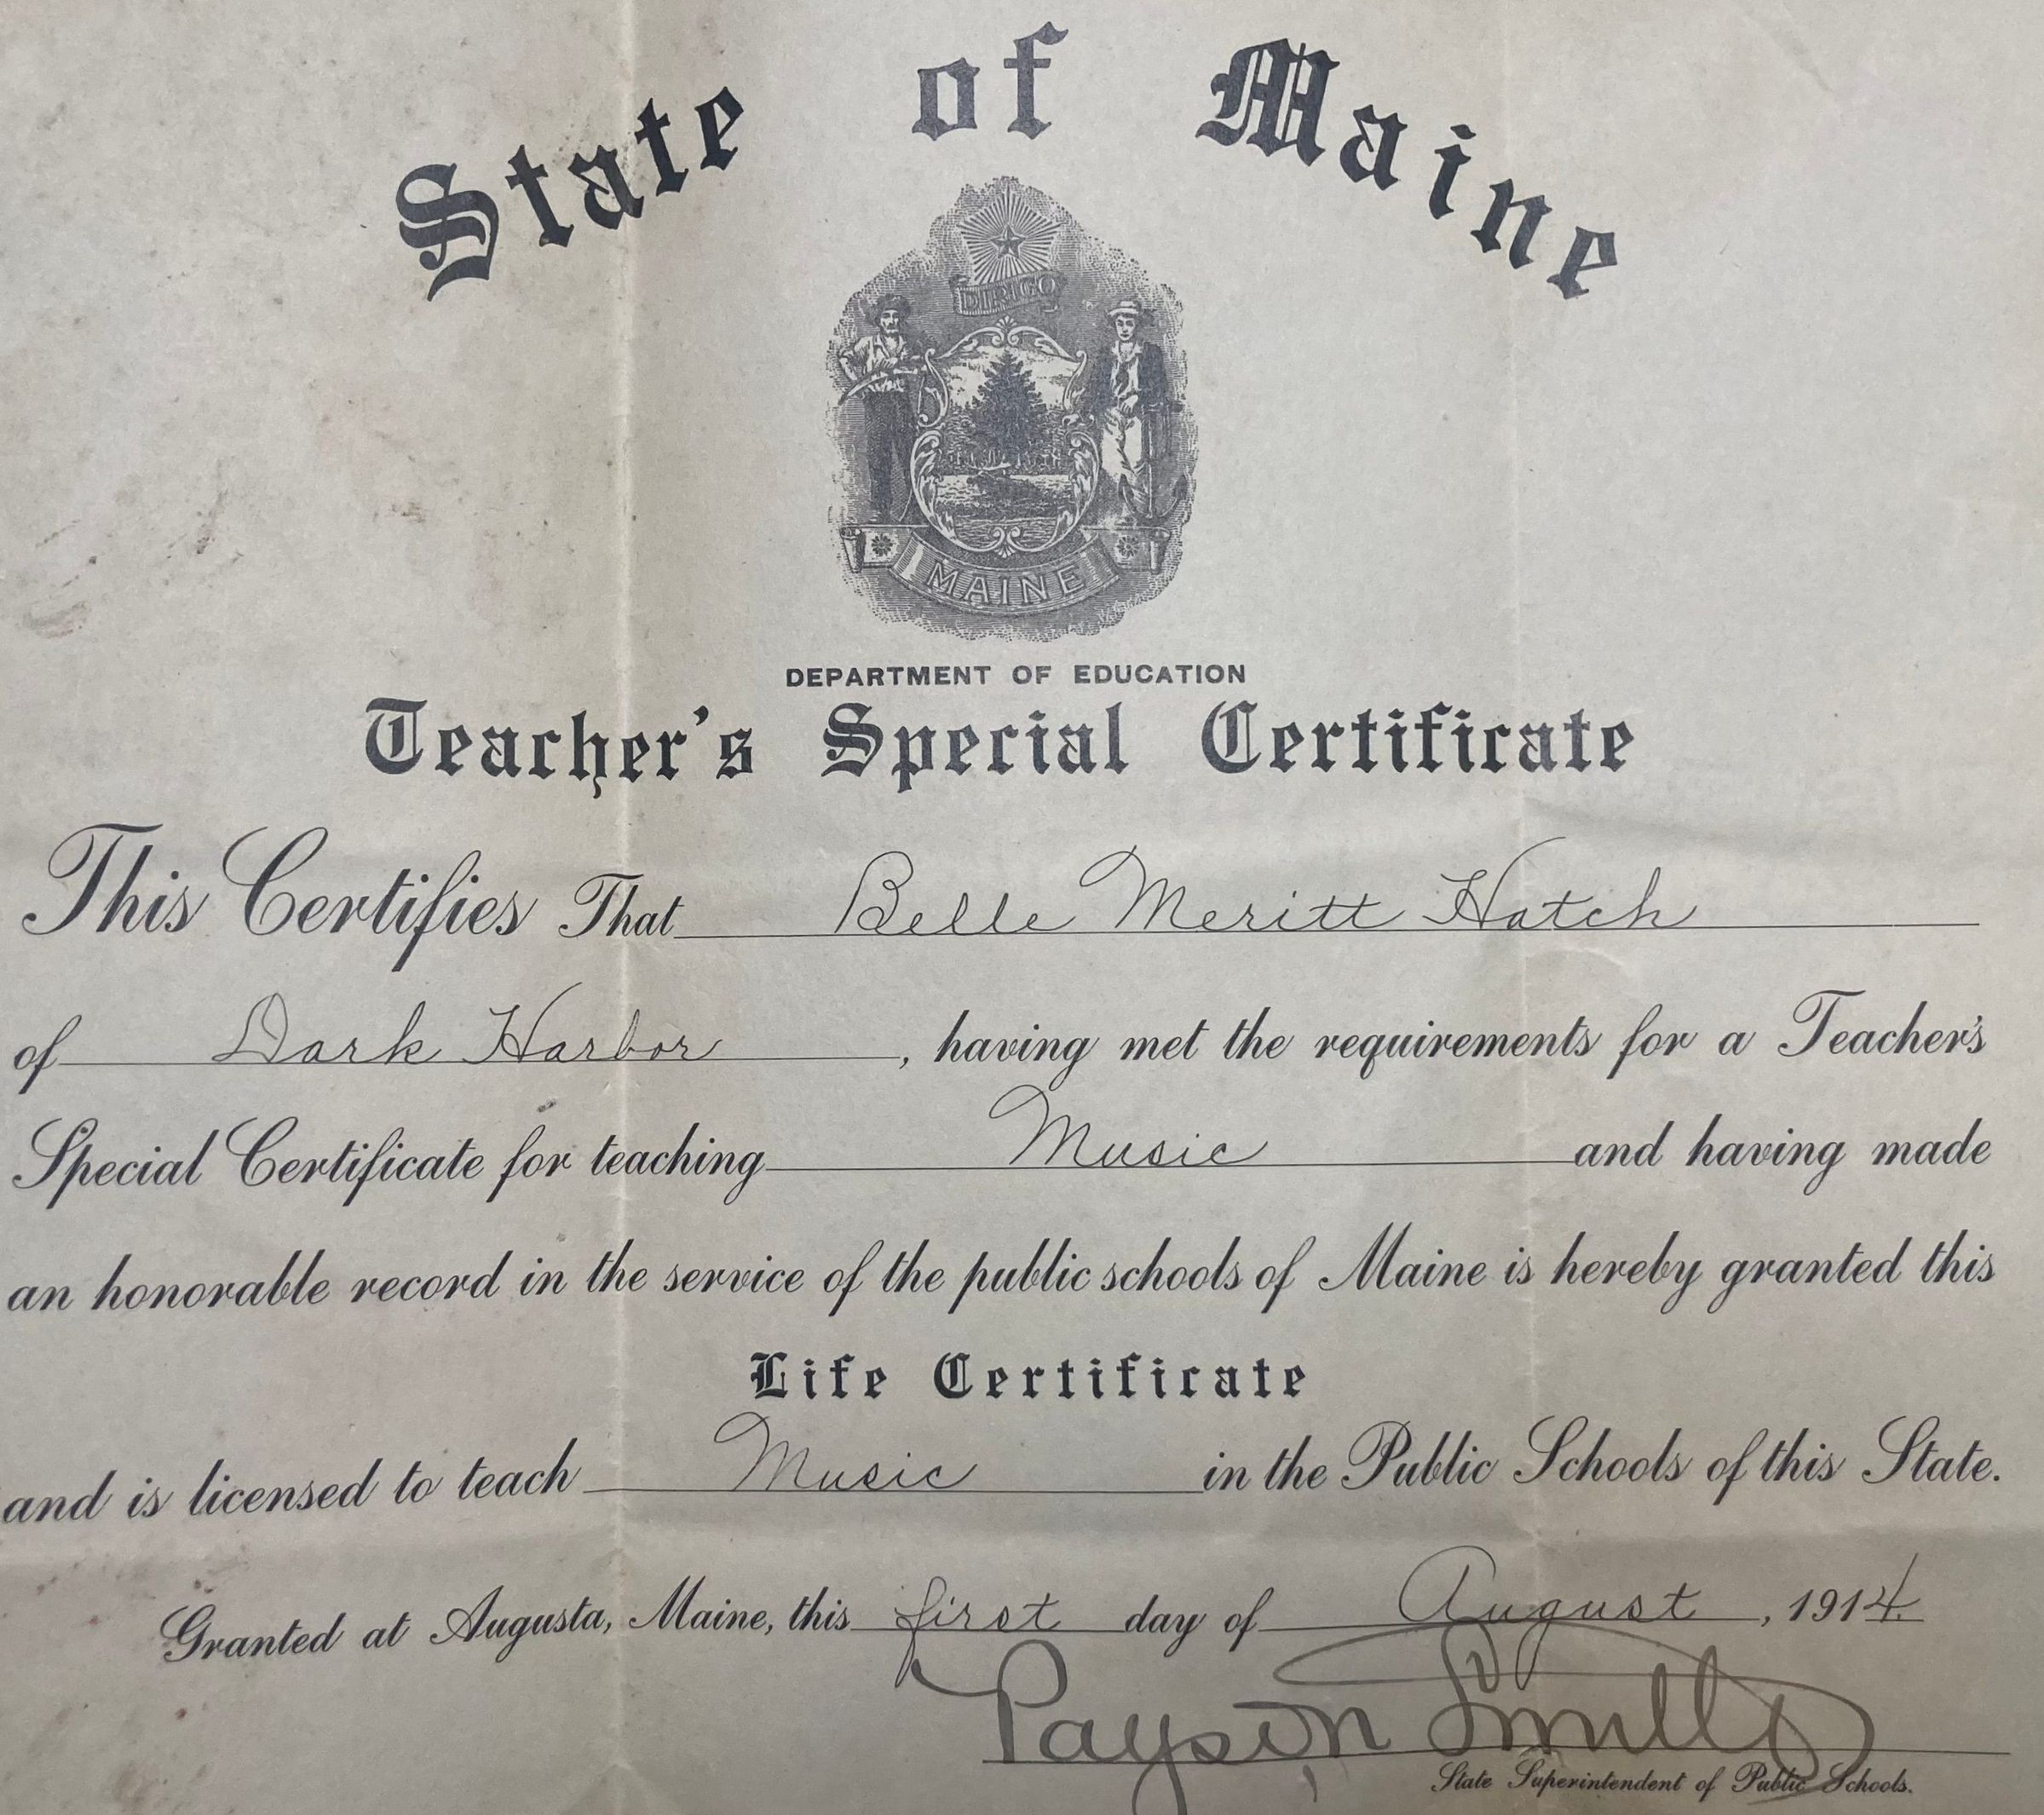 State of Maine
DIRIGO
MAINE
DEPARTMENT OF EDUCATION
Teacher's Special Certificate
This Certifies That Belle Meritt Hatch
of Dark Harbor, having met the requirements for a Teacher's
Special Certificate for teaching Music and having made
an honorable record in the service of the public schools of Maine is hereby granted this
Life Certificate
and is licensed to teach Music in the Public Schools of this State.
Granted at Augusta, Maine, this first day of August, 1914
Payson Smith
State Superintendent of Public Schools.